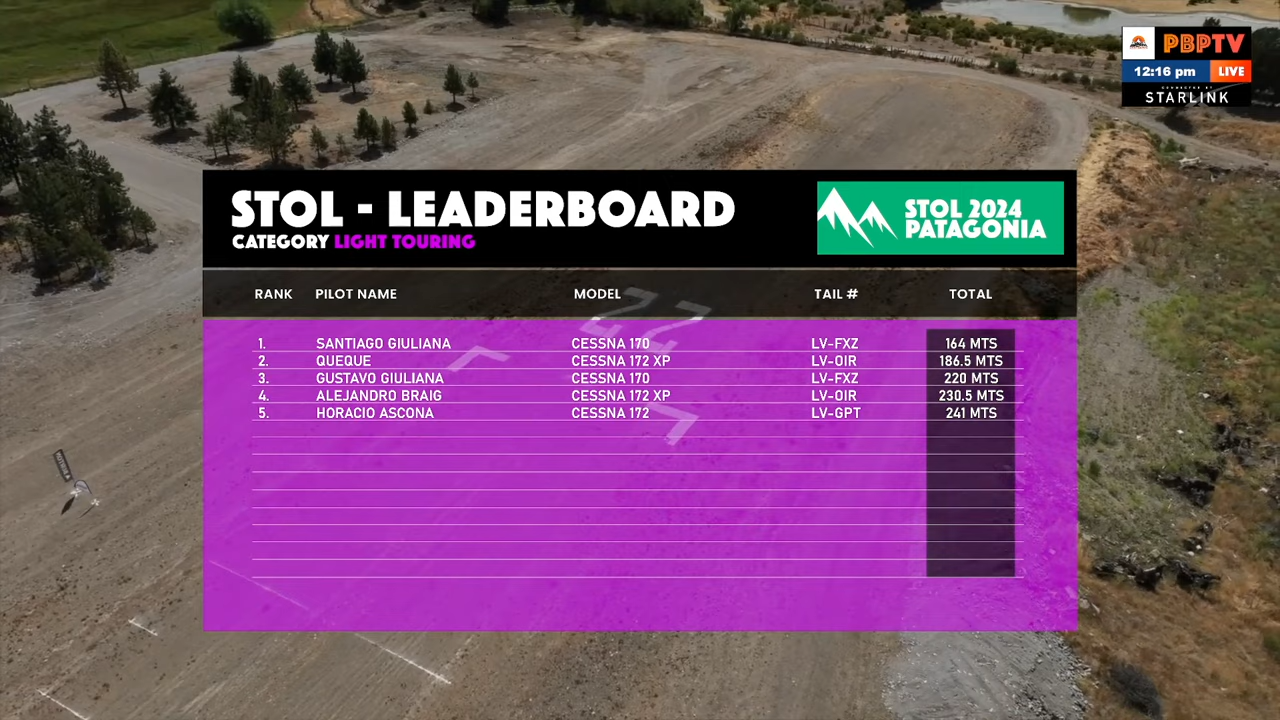 PBPTV
12:16 pm LIVE
STARLINK
STOL - LEADERBOARD
CATEGORY LIGHT TOURING
STOL 2024
PATAGONIA
RANK PILOT NAME MODEL TAIL # TOTAL
1. SANTIAGO GIULIANA CESSNA 170 LV-FXZ 164 MTS
2. QUEQUE CESSNA 172 XP LV-OIR 186.5 MTS
3. GUSTAVO GIULIANA CESSNA 170 LV-FXZ 220 MTS
4. ALEJANDRO BRAIG CESSNA 172 XP LV-OIR 230.5 MTS
5. HORACIO ASCONA CESSNA 172 LV-GPT 241 MTS
22